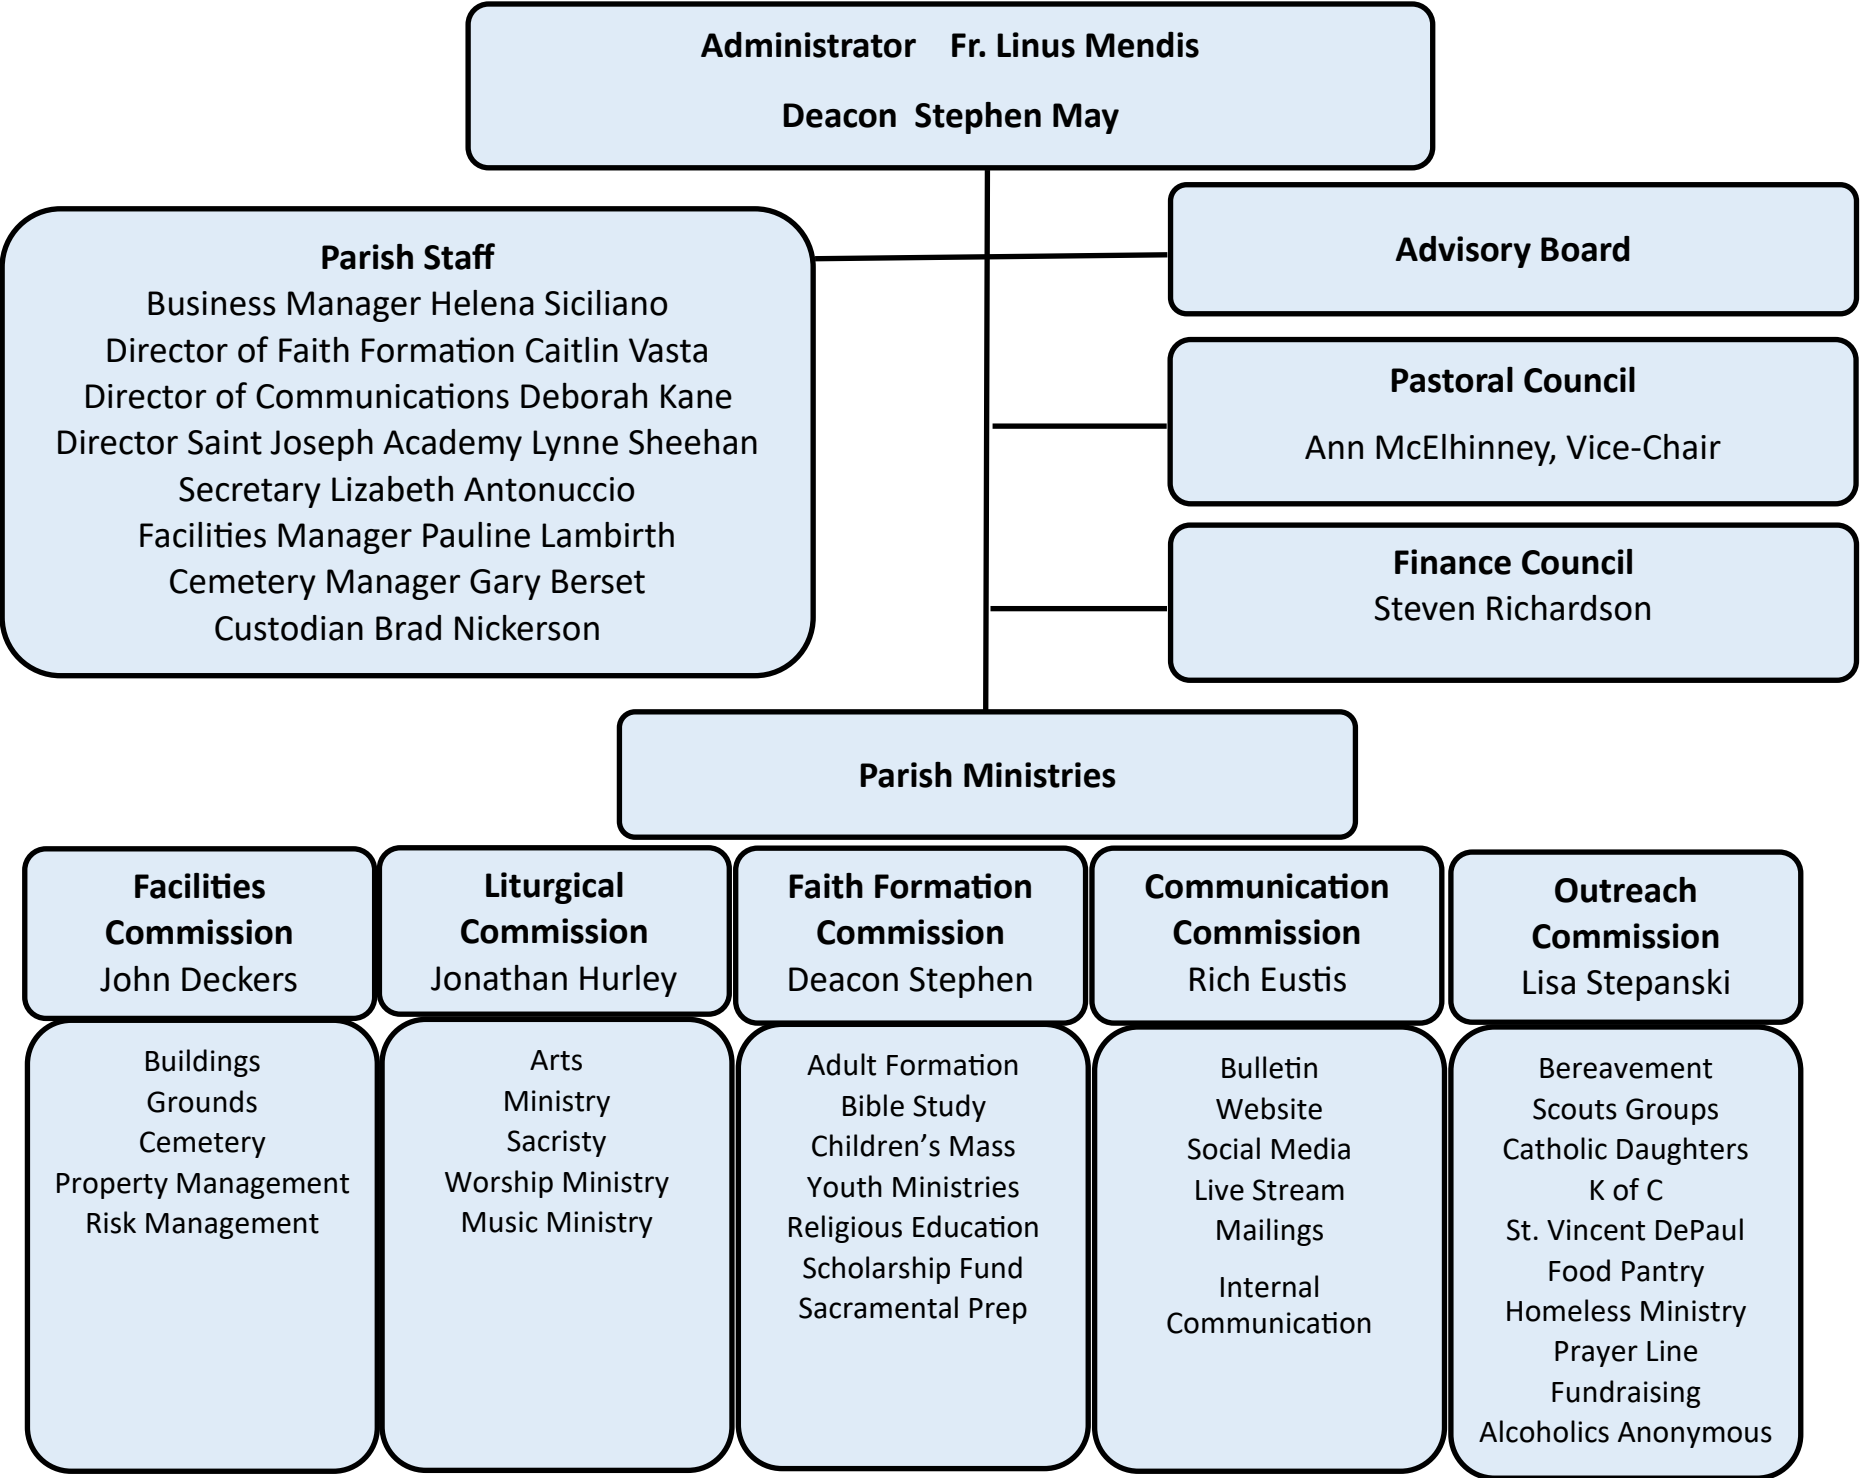 Administrator Fr. Linus Mendis
Deacon Stephen May
Parish Staff
Business Manager Helena Siciliano
Director of Faith Formation Caitlin Vasta
Director of Communications Deborah Kane
Director Saint Joseph Academy Lynne Sheehan
Secretary Lizabeth Antonuccio
Facilities Manager Pauline Lambirth
Cemetery Manager Gary Berset
Custodian Brad Nickerson
Advisory Board
Pastoral Council
Ann McElhinney, Vice-Chair
Finance Council
Steven Richardson
Parish Ministries
Facilities
Commission
John Deckers
Buildings
Grounds
Cemetery
Property Management
Risk Management
Liturgical
Commission
Jonathan Hurley
Arts
Ministry
Sacristy
Worship Ministry
Music Ministry
Faith Formation
Commission
Deacon Stephen
Adult Formation
Bible Study
Children’s Mass
Youth Ministries
Religious Education
Scholarship Fund
Sacramental Prep
Communication
Commission
Rich Eustis
Bulletin
Website
Social Media
Live Stream
Mailings
Internal
Communication
Outreach
Commission
Lisa Stepanski
Bereavement
Scouts Groups
Catholic Daughters
K of C
St. Vincent DePaul
Food Pantry
Homeless Ministry
Prayer Line
Fundraising
Alcoholics Anonymous